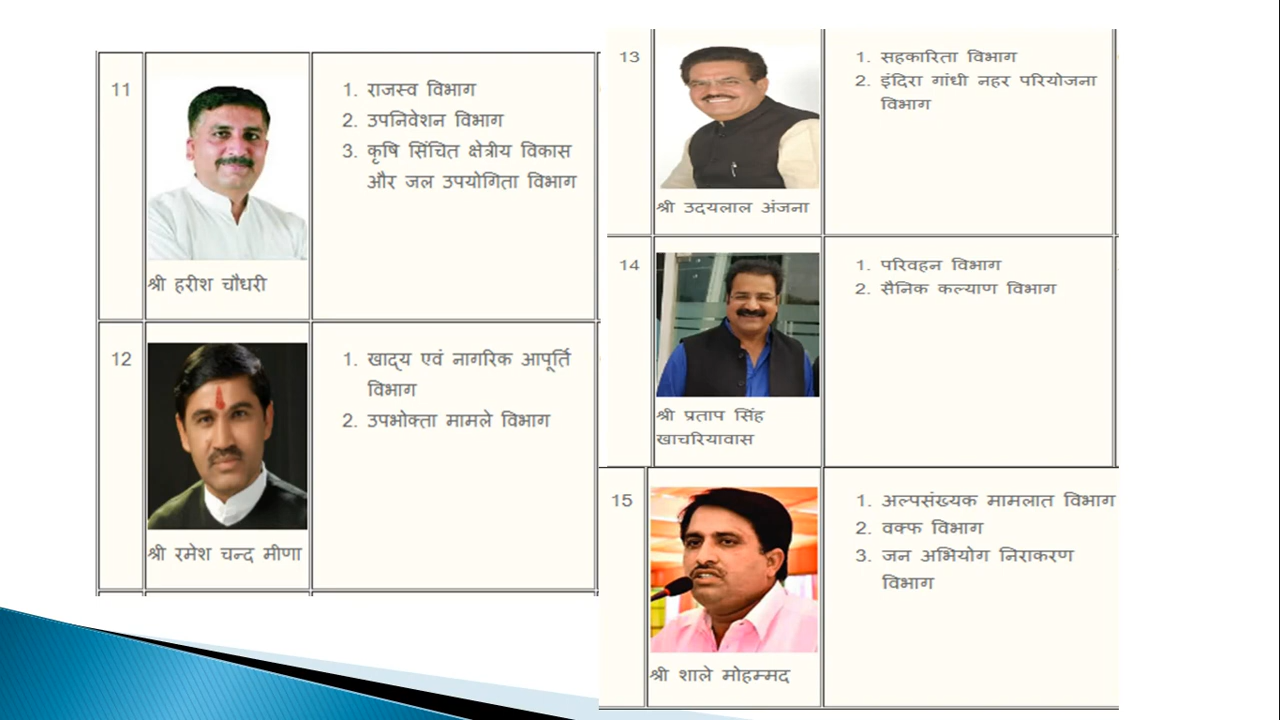 11
1. राजस्व विभाग
2. उपनिवेशन विभाग
3. कृषि सिंचित क्षेत्रीय विकास
और जल उपयोगिता विभाग
श्री हरीश चौधरी
12
1. खाद्य एवं नागरिक आपूर्ति
विभाग
2. उपभोक्ता मामले विभाग
श्री रमेश चन्द मीणा
13
1. सहकारिता विभाग
2. इंदिरा गांधी नहर परियोजना
विभाग
श्री उदयलाल अंजना
14
1. परिवहन विभाग
2. सैनिक कल्याण विभाग
श्री प्रताप सिंह
खाचरियावास
15
1. अल्पसंख्यक मामलात विभाग
2. वक्फ विभाग
3. जन अभियोग निराकरण
विभाग
श्री शाले मोहम्मद